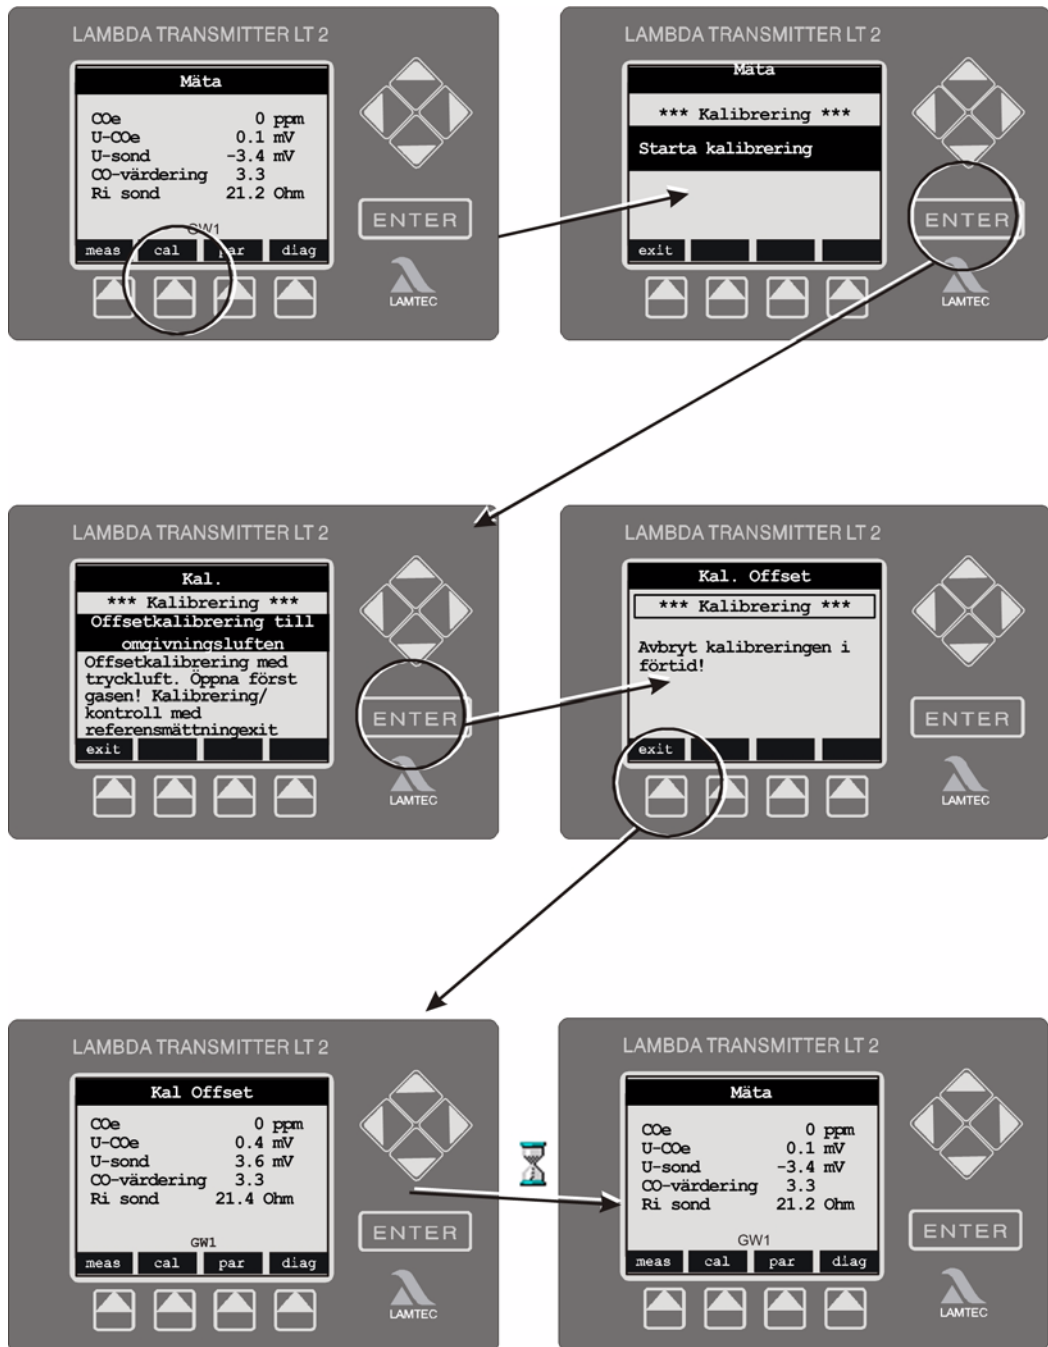 LAMBDA TRANSMITTER LT 2
Mäta
COe 0 ppm
U-COe 0.1 mV
U-sond -3.4 mV
CO-värdering 3.3
Ri sond 21.2 Ohm
GW1
meas cal par diag
ENTER
LAMTEC
LAMBDA TRANSMITTER LT 2
Mäta
*** Kalibrering ***
Starta kalibrering
exit
ENTER
LAMTEC
LAMBDA TRANSMITTER LT 2
Kal.
*** Kalibrering ***
Offsetkalibrering till
omgivningsluften
Offsetkalibrering med
tryckluft. Öppna först
gasen! Kalibrering/
kontroll med
referensmättningexit
exit
ENTER
LAMTEC
LAMBDA TRANSMITTER LT 2
Kal. Offset
*** Kalibrering ***
Avbryt kalibreringen i
förtid!
exit
ENTER
LAMTEC
LAMBDA TRANSMITTER LT 2
Kal Offset
COe 0 ppm
U-COe 0.4 mV
U-sond 3.6 mV
CO-värdering 3.3
Ri sond 21.4 Ohm
GW1
meas cal par diag
ENTER
LAMTEC
LAMBDA TRANSMITTER LT 2
Mäta
COe 0 ppm
U-COe 0.1 mV
U-sond -3.4 mV
CO-värdering 3.3
Ri sond 21.2 Ohm
GW1
meas cal par diag
ENTER
LAMTEC